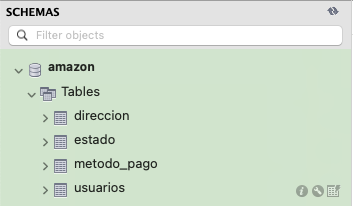 SCHEMAS
Filter objects
amazon
Tables
direccion
estado
metodo_pago
usuarios